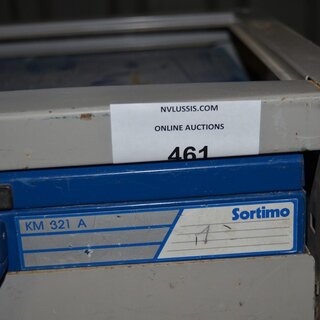 NVLUSSIS.COM
ONLINE AUCTIONS
461
KM 321 A
Sortimo